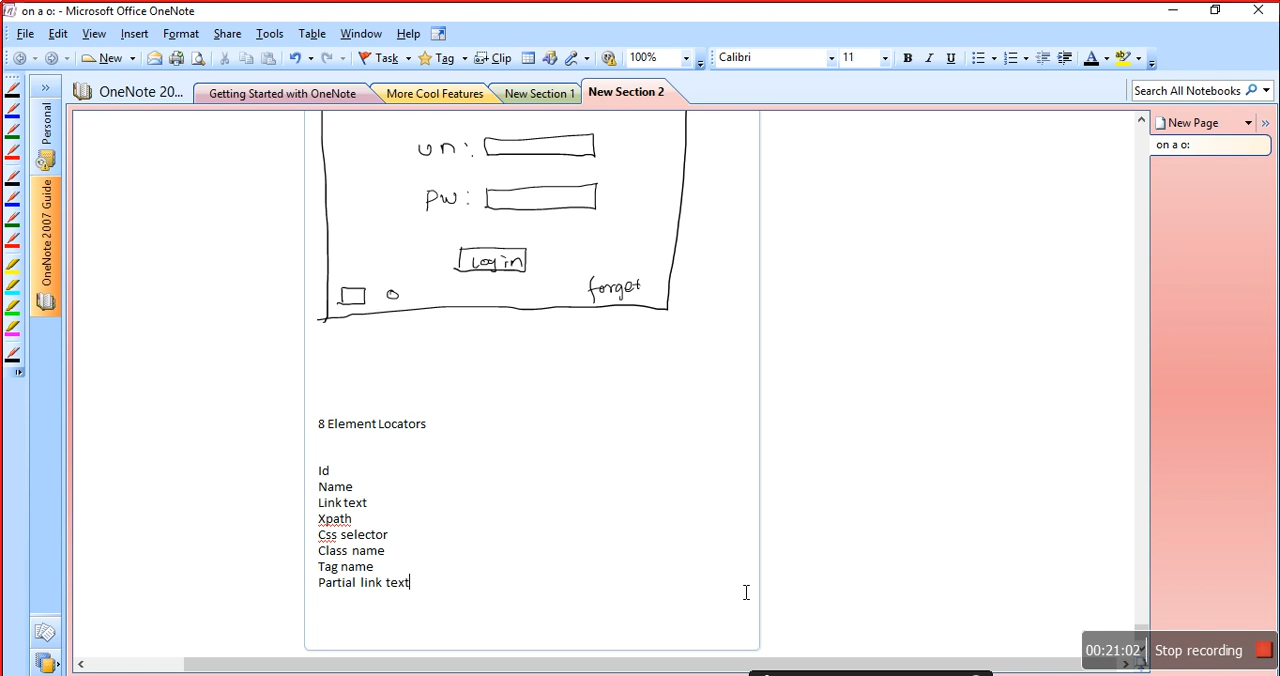 on a o: - Microsoft Office OneNote
File Edit View Insert Format Share Tools Table Window Help
New Task Tag Clip 100% Calibri 11 B I U A
OneNote 20... Getting Started with OneNote More Cool Features New Section 1 New Section 2 Search All Notebooks
Personal
OneNote 2007 Guide
New Page
on a o:
un:
pw:
Login
forget
8 Element Locators
Id
Name
Link text
Xpath
Css selector
Class name
Tag name
Partial link text
00:21:02 Stop recording